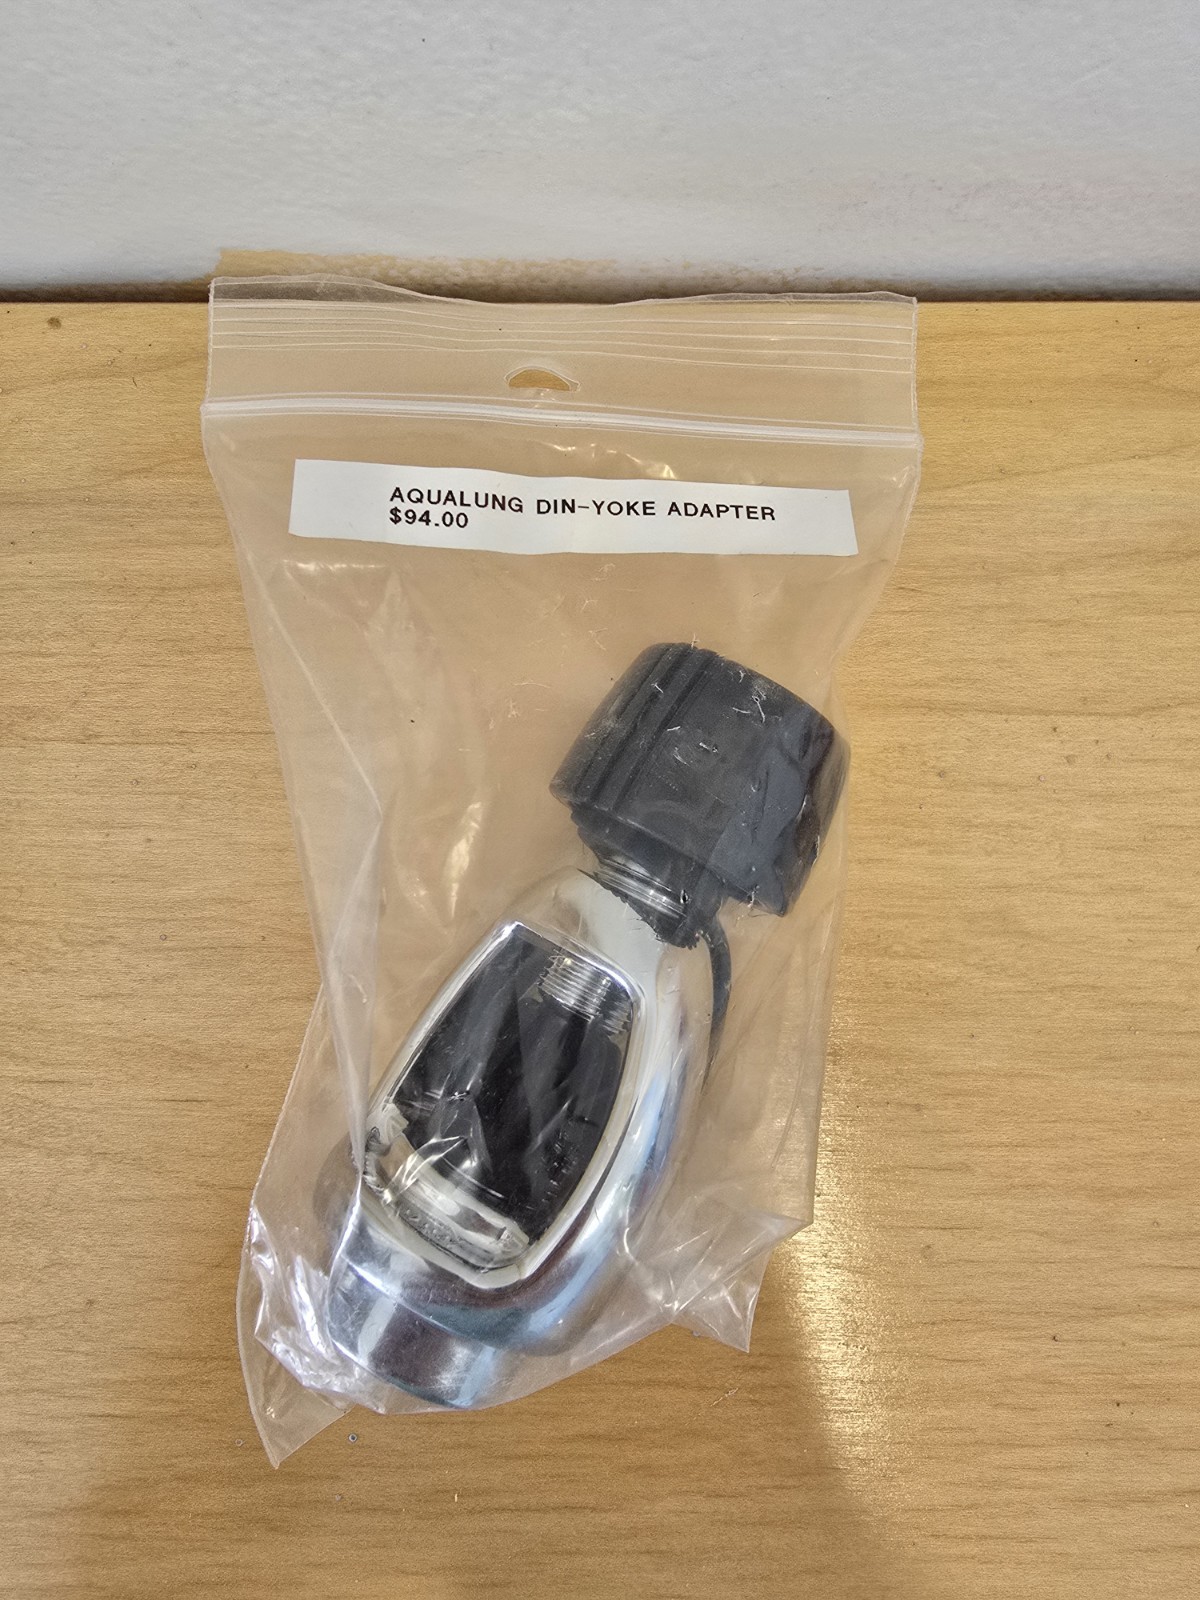 AQUALUNG DIN-YOKE ADAPTER
$94.00